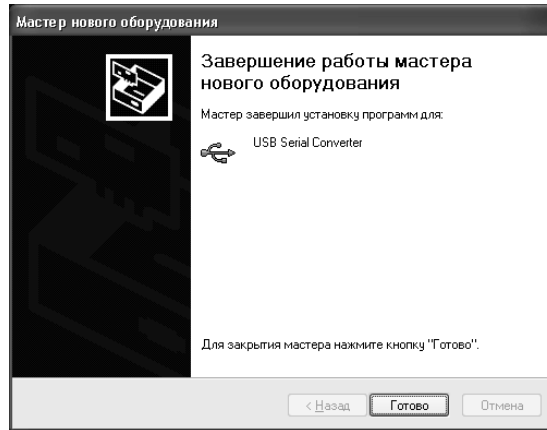 Мастер нового оборудования
Завершение работы мастера
нового оборудования
Мастер завершил установку программ для:
USB Serial Converter
Для закрытия мастера нажмите кнопку "Готово".
< Назад
Готово
Отмена